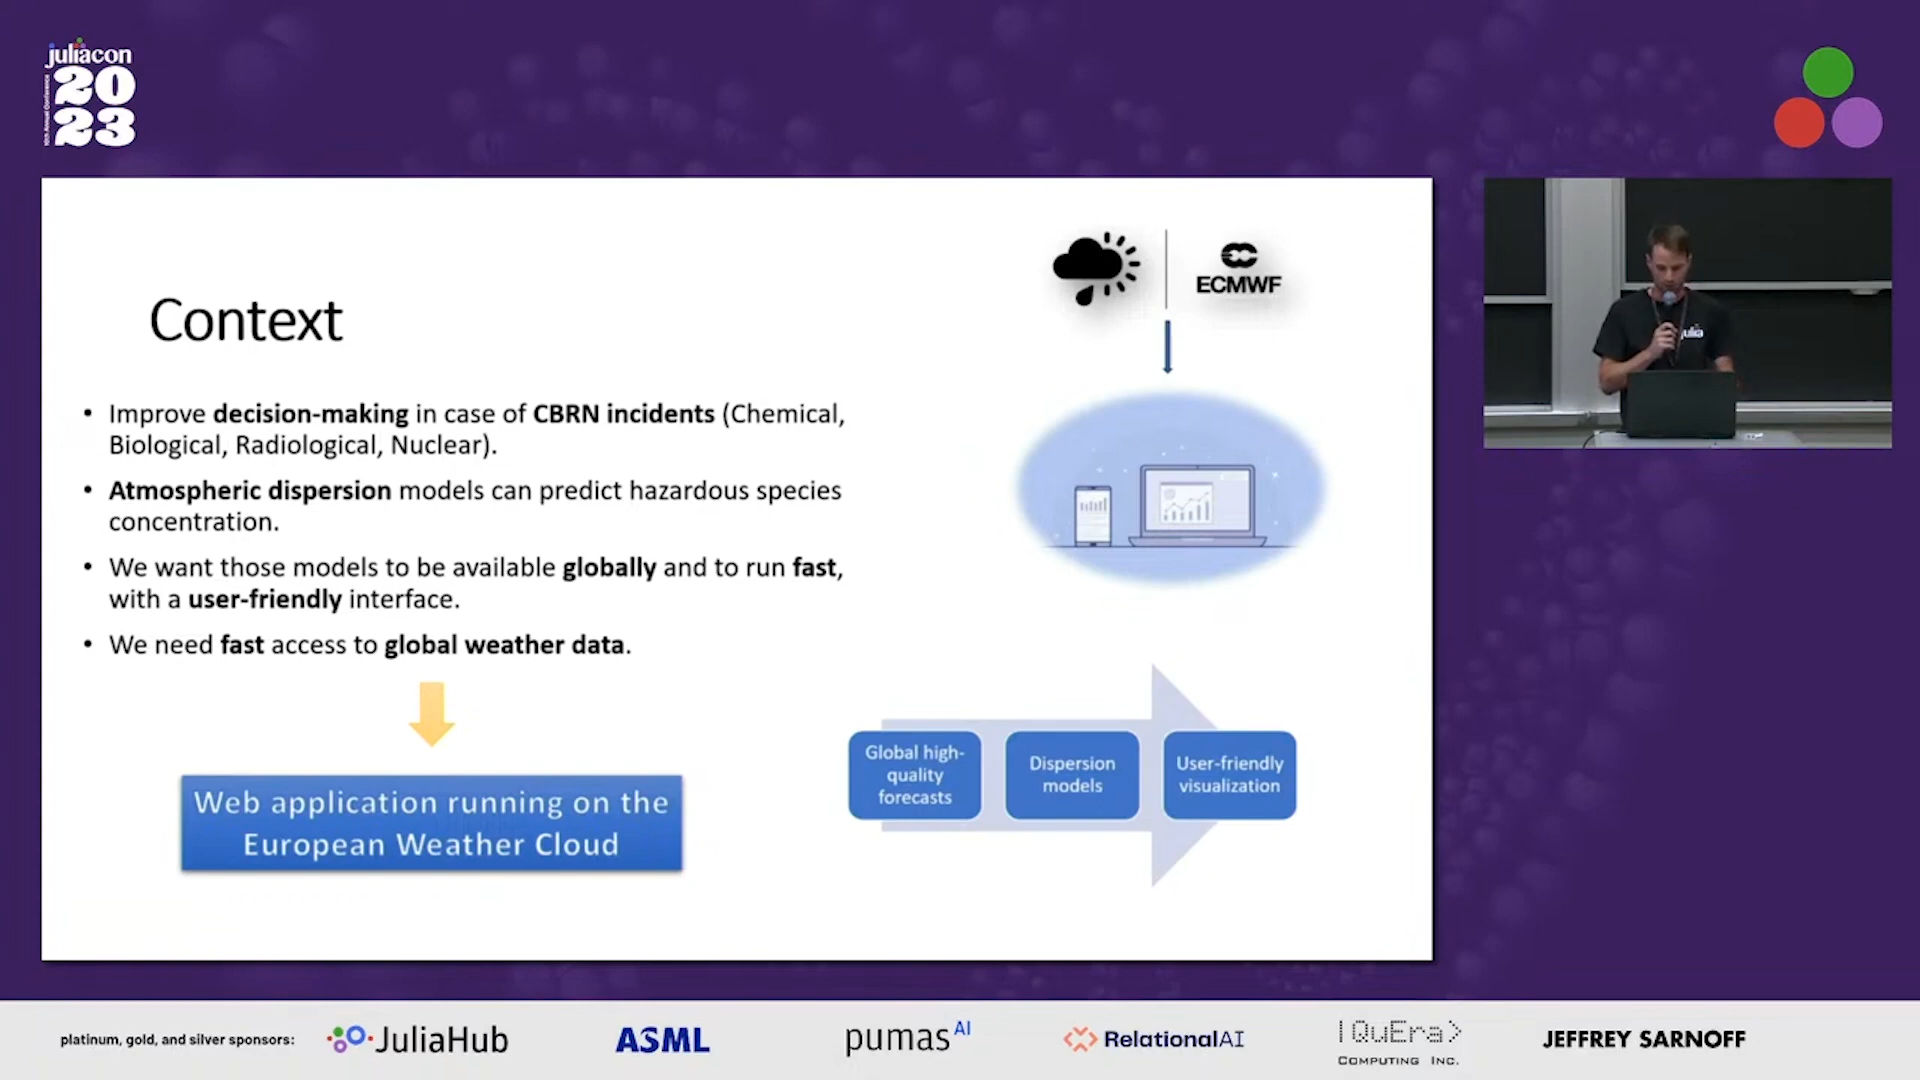 juliacon
20
23
ECMWF
Context
• Improve decision-making in case of CBRN incidents (Chemical,
Biological, Radiological, Nuclear).
• Atmospheric dispersion models can predict hazardous species
concentration.
• We want those models to be available globally and to run fast,
with a user-friendly interface.
• We need fast access to global weather data.
Web application running on the
European Weather Cloud
Global high-
quality
forecasts
Dispersion
models
User-friendly
visualization
julia
platinum, gold, and silver sponsors:
JuliaHub
ASML
pumasAI
RelationalAI
|QuEra>
COMPUTING INC.
JEFFREY SARNOFF